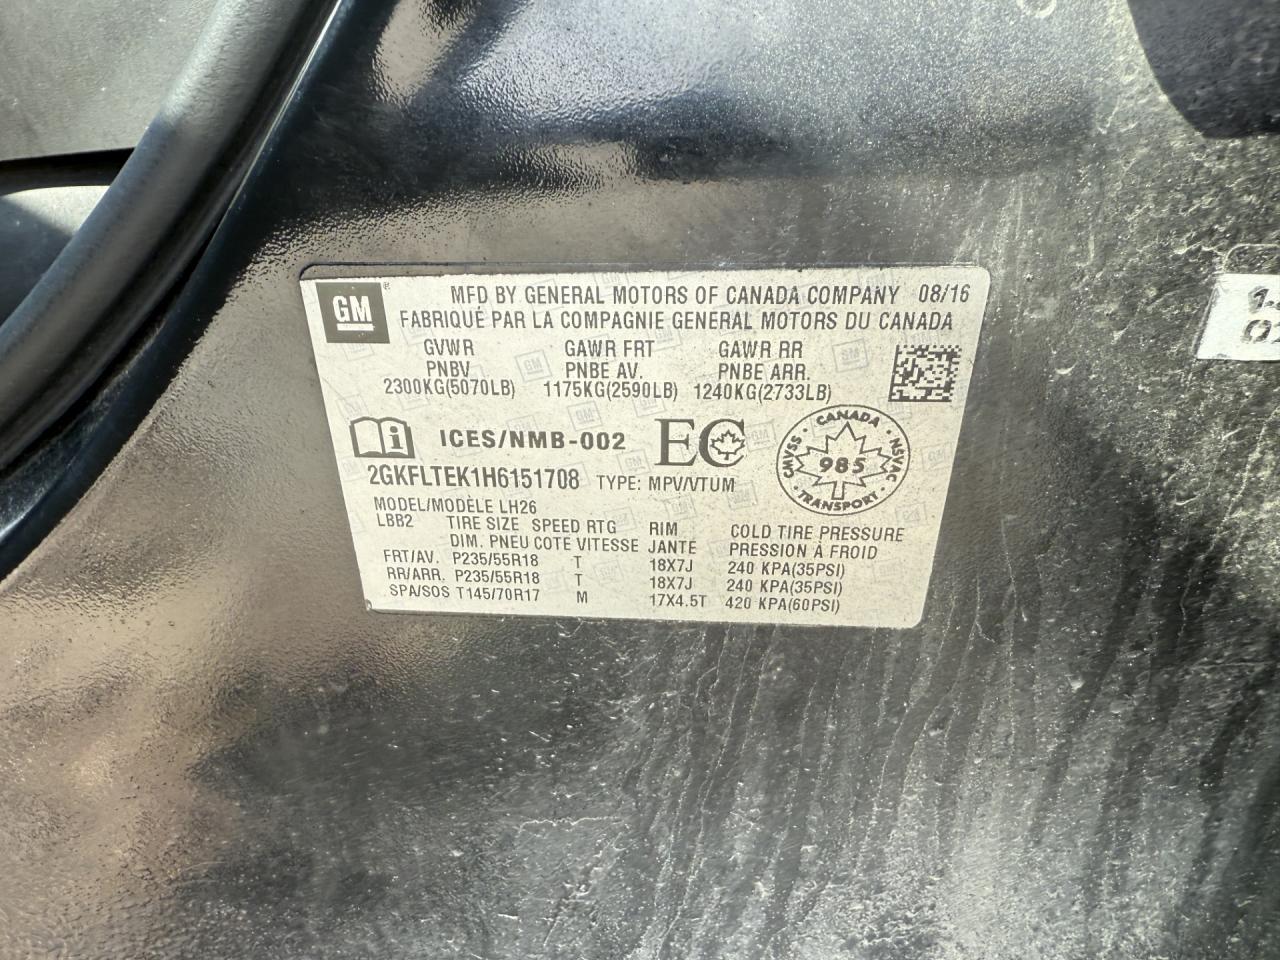 GM
MFD BY GENERAL MOTORS OF CANADA COMPANY 08/16
FABRIQUÉ PAR LA COMPAGNIE GENERAL MOTORS DU CANADA
GVWR GAWR FRT GAWR RR
PNBV PNBE AV. PNBE ARR.
2300KG(5070LB) 1175KG(2590LB) 1240KG(2733LB)
ICES/NMB-002 EC
CANADA
CMVSS 985 NSVAC
TRANSPORT
2GKFLTEK1H6151708 TYPE: MPV/VTUM
MODEL/MODÈLE LH26
LBB2 TIRE SIZE SPEED RTG RIM COLD TIRE PRESSURE
DIM. PNEU COTE VITESSE JANTE PRESSION À FROID
FRT/AV. P235/55R18 T 18X7J 240 KPA(35PSI)
RR/ARR. P235/55R18 T 18X7J 240 KPA(35PSI)
SPA/SOS T145/70R17 M 17X4.5T 420 KPA(60PSI)